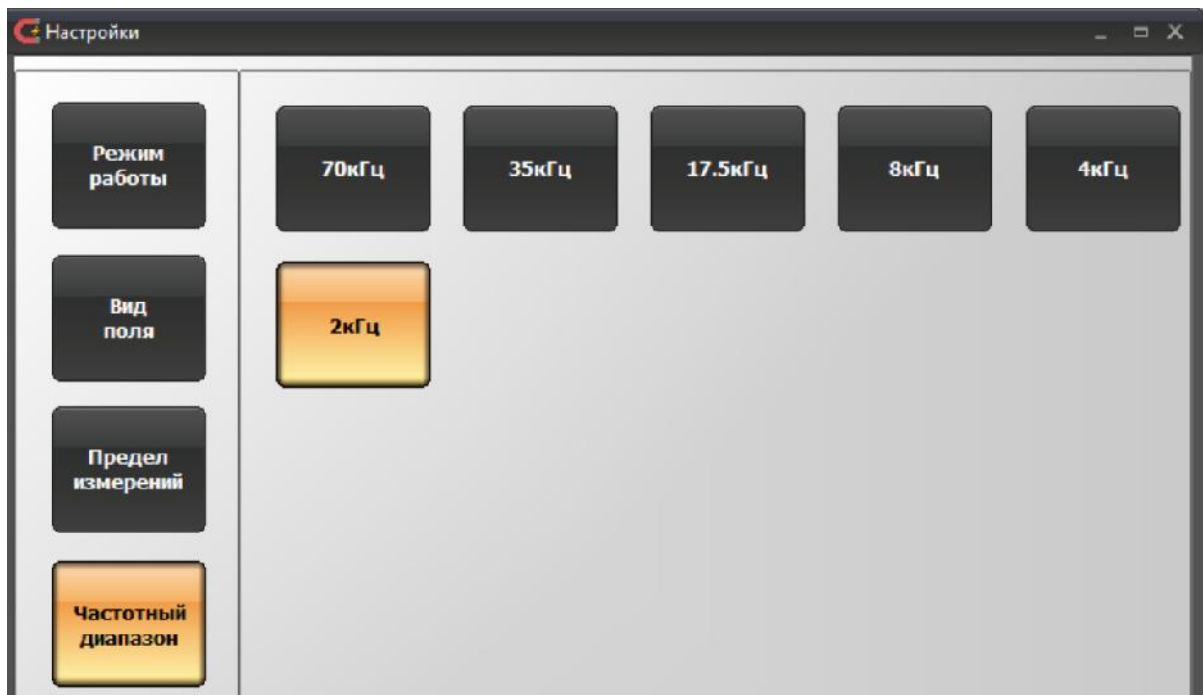 Настройки
Режим
работы
Вид
поля
Предел
измерений
Частотный
диапазон
70кГц
35кГц
17.5кГц
8кГц
4кГц
2кГц